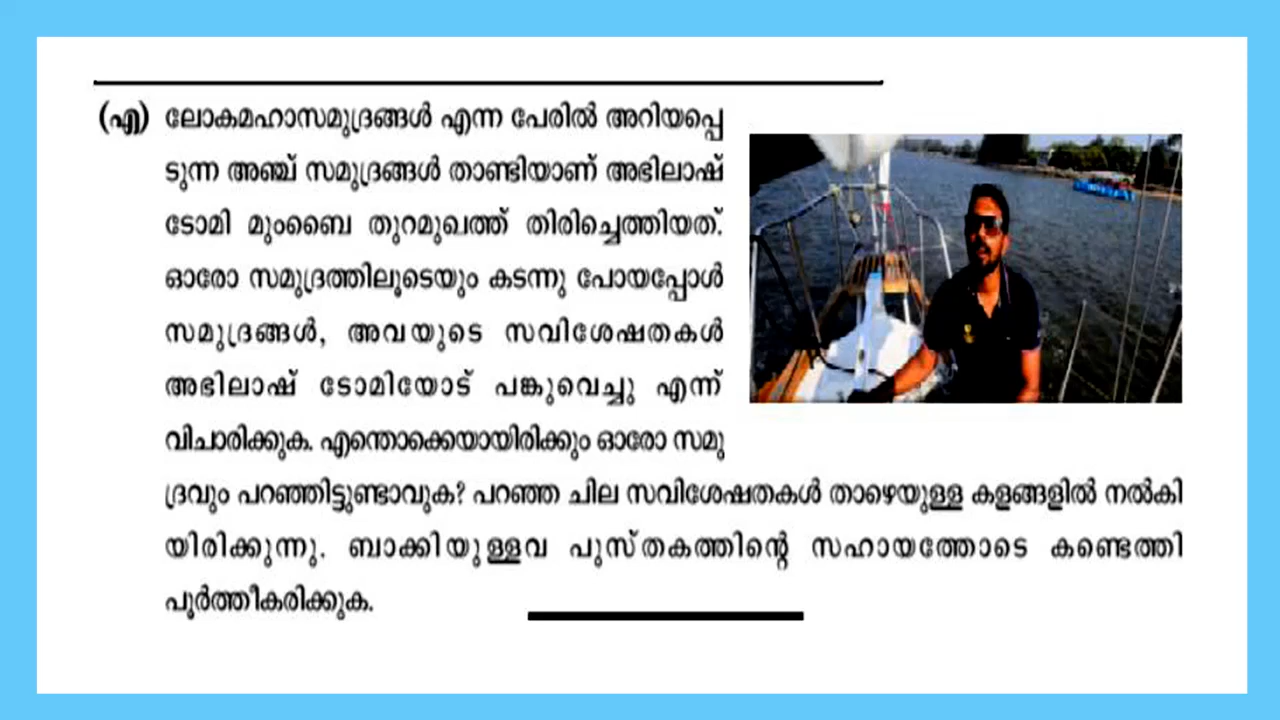 (എ) ലോകമഹാസമുദ്രങ്ങൾ എന്ന പേരിൽ അറിയപ്പെ
ടുന്ന അഞ്ച് സമുദ്രങ്ങൾ താണ്ടിയാണ് അഭിലാഷ്
ടോമി മുംബൈ തുറമുഖത്ത് തിരിച്ചെത്തിയത്.
ഓരോ സമുദ്രത്തിലൂടെയും കടന്നു പോയപ്പോൾ
സമുദ്രങ്ങൾ, അവയുടെ സവിശേഷതകൾ
അഭിലാഷ് ടോമിയോട് പങ്കുവെച്ചു എന്ന്
വിചാരിക്കുക. എന്തൊക്കെയായിരിക്കും ഓരോ സമു
ദ്രവും പറഞ്ഞിട്ടുണ്ടാവുക? പറഞ്ഞ ചില സവിശേഷതകൾ താഴെയുള്ള കളങ്ങളിൽ നൽകി
യിരിക്കുന്നു. ബാക്കിയുള്ളവ പുസ്തകത്തിന്റെ സഹായത്തോടെ കണ്ടെത്തി
പൂർത്തീകരിക്കുക.